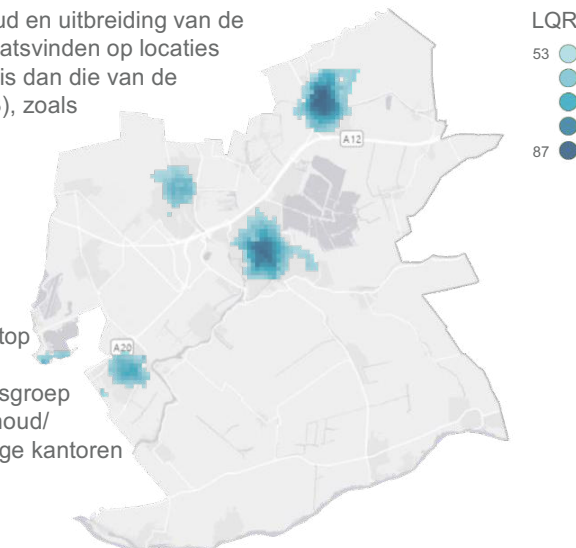 ud en uitbreiding van de
atsvinden op locaties
is dan die van de
), zoals
top
sgroep
houd/
ge kantoren
A12
A20
LQR
53
87